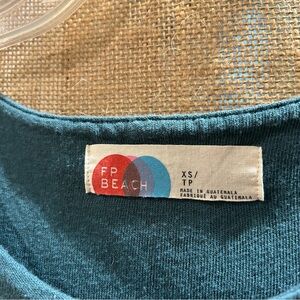 FP
BEACH
XS/
TP
MADE IN GUATEMALA
FABRIQUÉ AU GUATEMALA